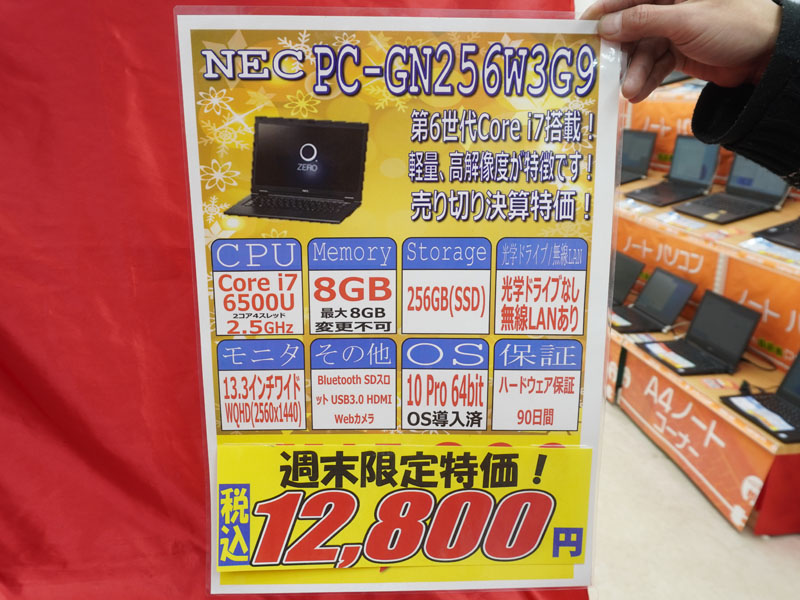 NEC PC-GN256W3G9
第6世代Core i7搭載!
軽量、高解像度が特徴です!
売り切り決算特価!
ZERO
CPU
Core i7
6500U
2コア4スレッド
2.5GHz
Memory
8GB
最大8GB
変更不可
Storage
256GB(SSD)
光学ドライブ/無線LAN
光学ドライブなし
無線LANあり
モニタ
13.3インチワイド
WQHD(2560x1440)
その他
Bluetooth SDスロ
ット USB3.0 HDMI
Webカメラ
OS
10 Pro 64bit
OS導入済
保証
ハードウェア保証
90日間
週末限定特価!
税込
12,800円
ノートパソコン
A4ノート
コーナー